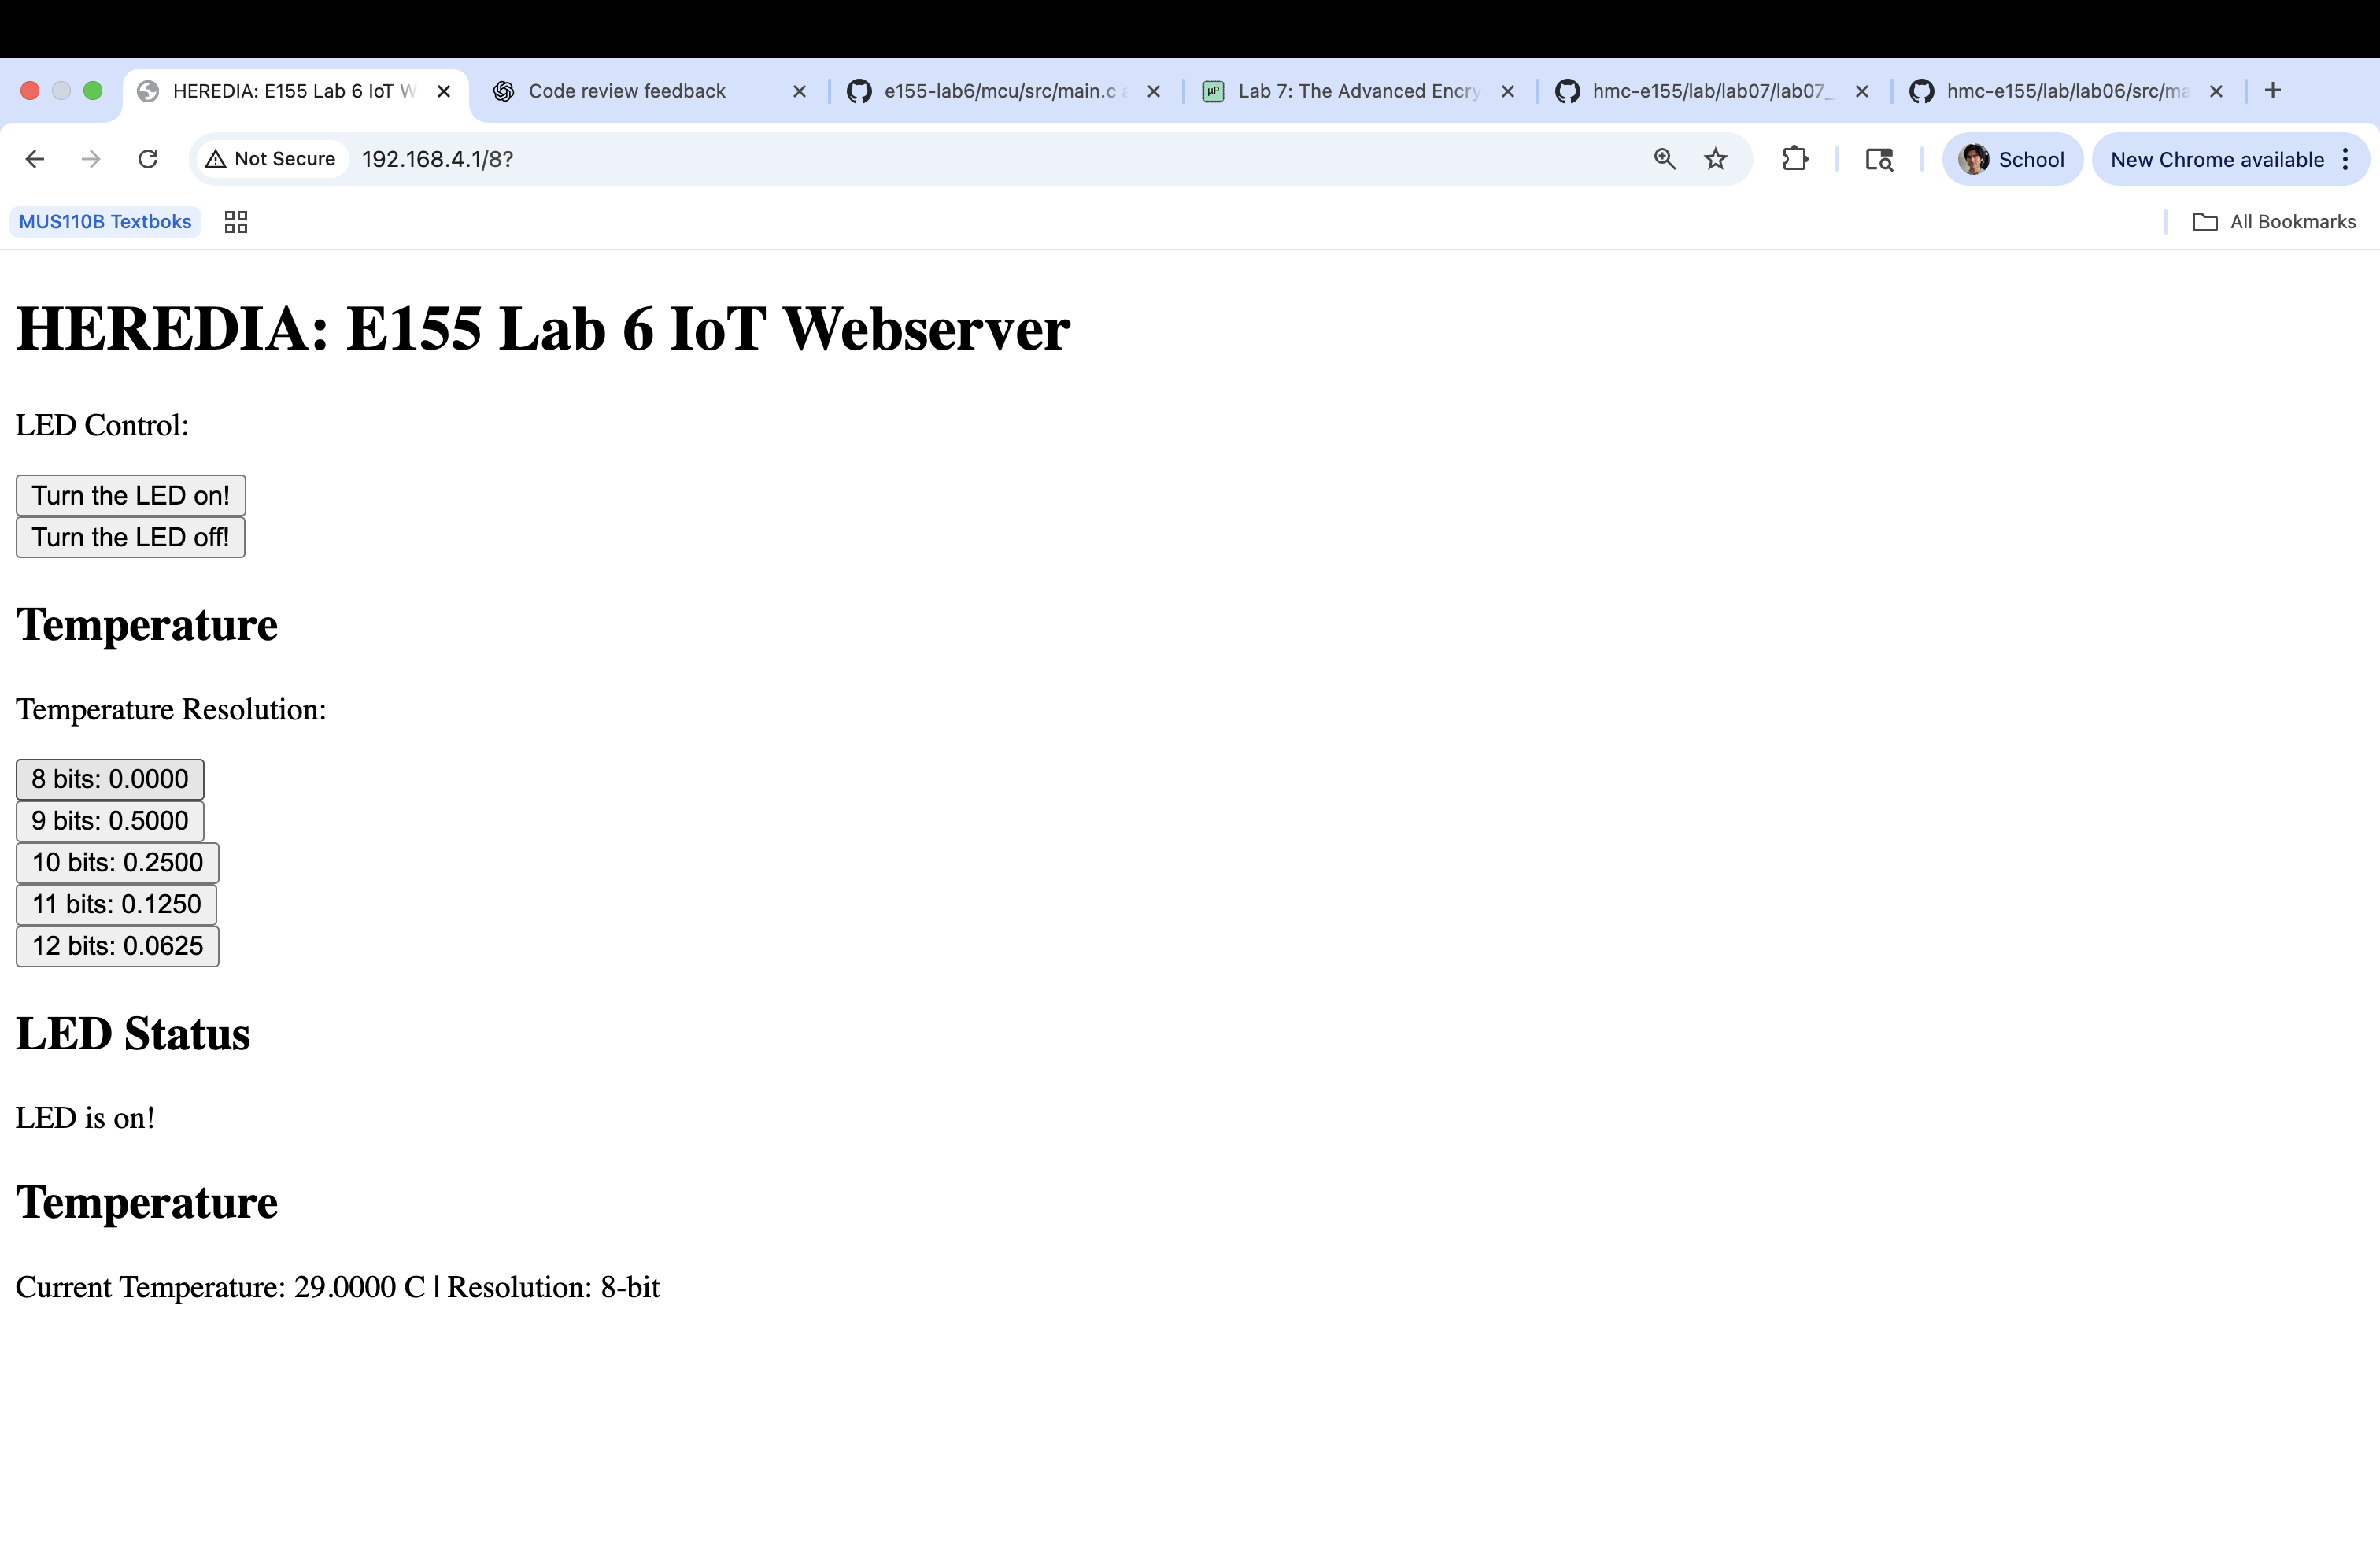 HEREDIA: E155 Lab 6 IoT W
Code review feedback
e155-lab6/mcu/src/main.c
Lab 7: The Advanced Encry
hmc-e155/lab/lab07/lab07_
hmc-e155/lab/lab06/src/ma
Not Secure 192.168.4.1/8?
School
New Chrome available
MUS110B Textboks
All Bookmarks
HEREDIA: E155 Lab 6 IoT Webserver
LED Control:
Turn the LED on!
Turn the LED off!
Temperature
Temperature Resolution:
8 bits: 0.0000
9 bits: 0.5000
10 bits: 0.2500
11 bits: 0.1250
12 bits: 0.0625
LED Status
LED is on!
Temperature
Current Temperature: 29.0000 C | Resolution: 8-bit